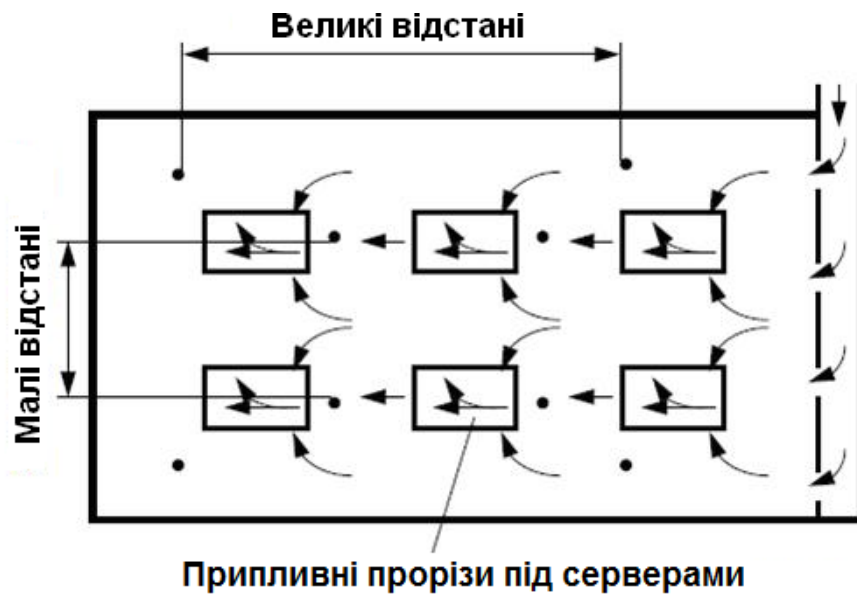 Великі відстані
Малі відстані
Припливні прорізи під серверами